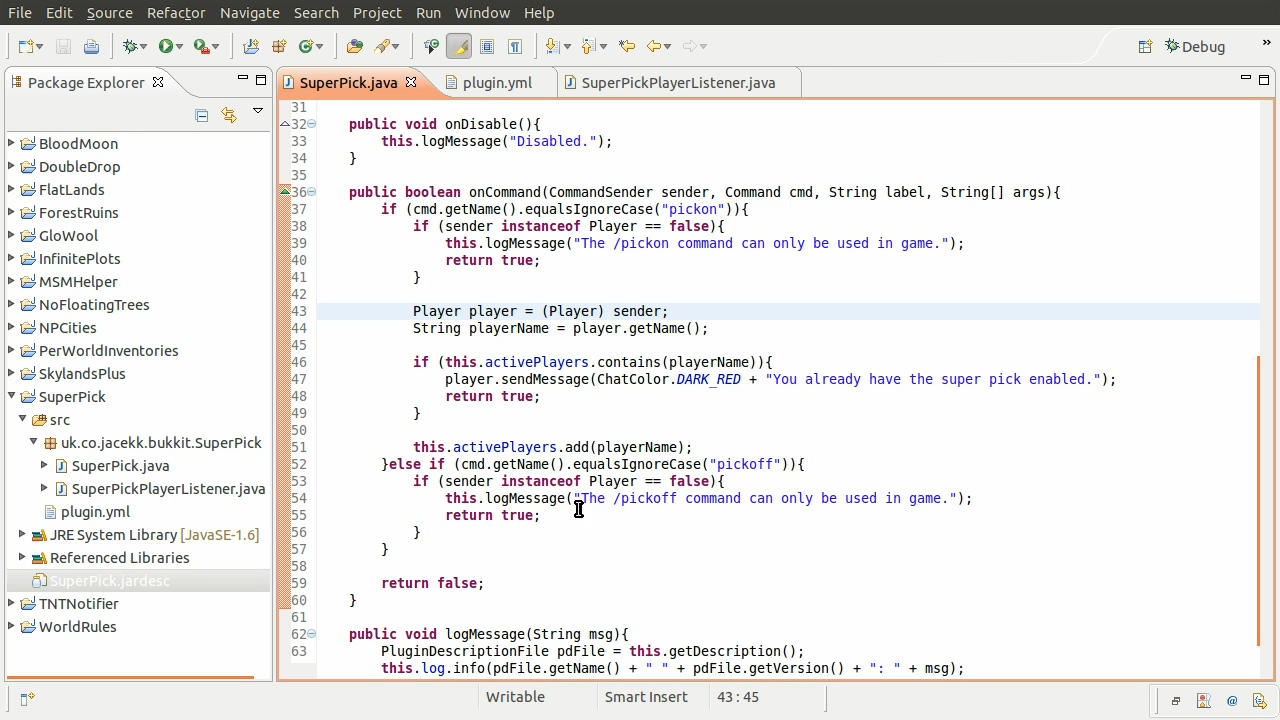 File Edit Source Refactor Navigate Search Project Run Window Help
Debug »
Package Explorer
SuperPick.java plugin.yml SuperPickPlayerListener.java
BloodMoon
DoubleDrop
FlatLands
ForestRuins
GloWool
InfinitePlots
MSMHelper
NoFloatingTrees
NPCities
PerWorldInventories
SkylandsPlus
SuperPick
src
uk.co.jacekk.bukkit.SuperPick
SuperPick.java
SuperPickPlayerListener.java
plugin.yml
JRE System Library [JavaSE-1.6]
Referenced Libraries
SuperPick.jardesc
TNTNotifier
WorldRules
31
32 public void onDisable(){
33 this.logMessage("Disabled.");
34 }
35
36 public boolean onCommand(CommandSender sender, Command cmd, String label, String[] args){
37 if (cmd.getName().equalsIgnoreCase("pickon")){
38 if (sender instanceof Player == false){
39 this.logMessage("The /pickon command can only be used in game.");
40 return true;
41 }
42
43 Player player = (Player) sender;
44 String playerName = player.getName();
45
46 if (this.activePlayers.contains(playerName)){
47 player.sendMessage(ChatColor.DARK_RED + "You already have the super pick enabled.");
48 return true;
49 }
50
51 this.activePlayers.add(playerName);
52 }else if (cmd.getName().equalsIgnoreCase("pickoff")){
53 if (sender instanceof Player == false){
54 this.logMessage("The /pickoff command can only be used in game.");
55 return true;
56 }
57 }
58
59 return false;
60 }
61
62 public void logMessage(String msg){
63 PluginDescriptionFile pdFile = this.getDescription();
this.log.info(pdFile.getName() + " " + pdFile.getVersion() + ": " + msg);
Writable Smart Insert 43 : 45